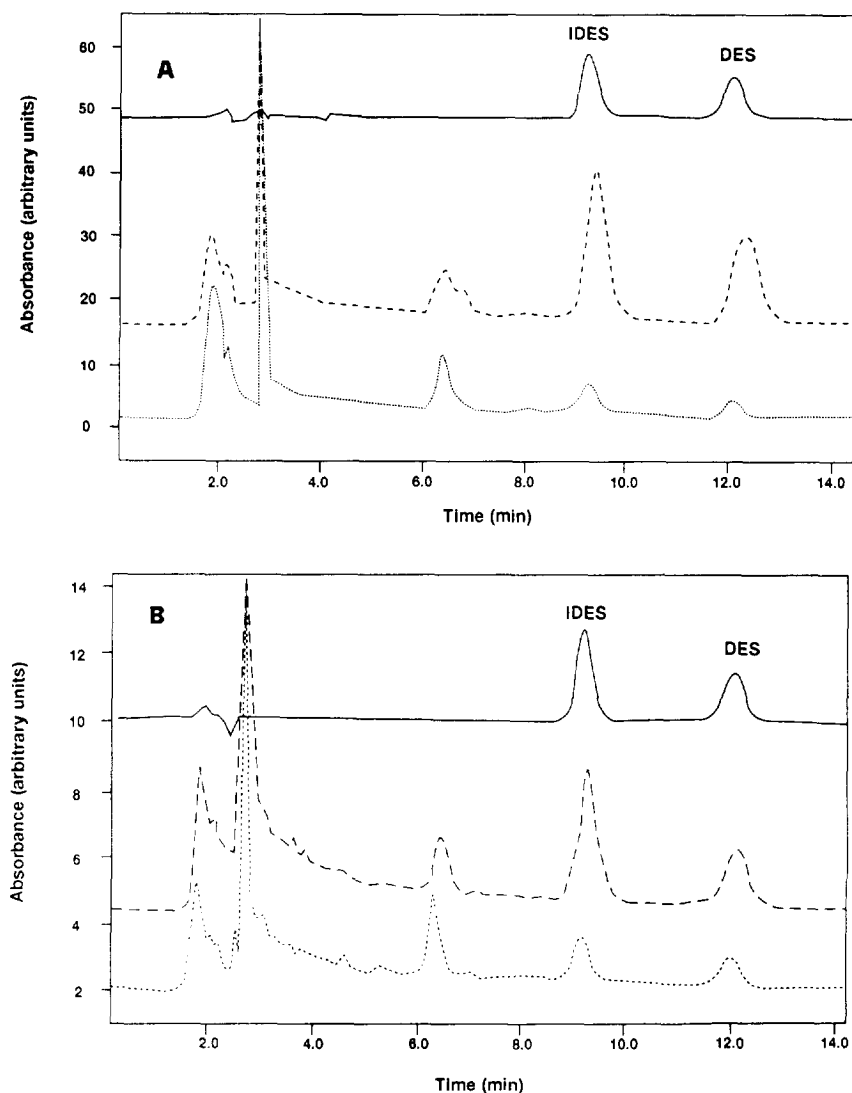 A
IDES
DES
Absorbance (arbitrary units)
60
50
40
30
20
10
0
2.0 4.0 6.0 8.0 10.0 12.0 14.0
Time (min)
B
IDES
DES
Absorbance (arbitrary units)
14
12
10
8
6
4
2
2.0 4.0 6.0 8.0 10.0 12.0 14.0
Time (min)